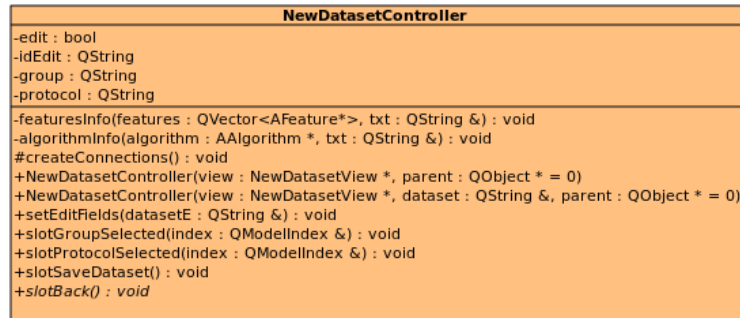 NewDatasetController
-edit : bool
-idEdit : QString
-group : QString
-protocol : QString
-featuresInfo(features : QVector<AFeature*>, txt : QString &) : void
-algorithmInfo(algorithm : AAlgorithm *, txt : QString &) : void
#createConnections() : void
+NewDatasetController(view : NewDatasetView *, parent : QObject * = 0)
+NewDatasetController(view : NewDatasetView *, dataset : QString &, parent : QObject * = 0)
+setEditFields(datasetE : QString &) : void
+slotGroupSelected(index : QModelIndex &) : void
+slotProtocolSelected(index : QModelIndex &) : void
+slotSaveDataset() : void
+slotBack() : void